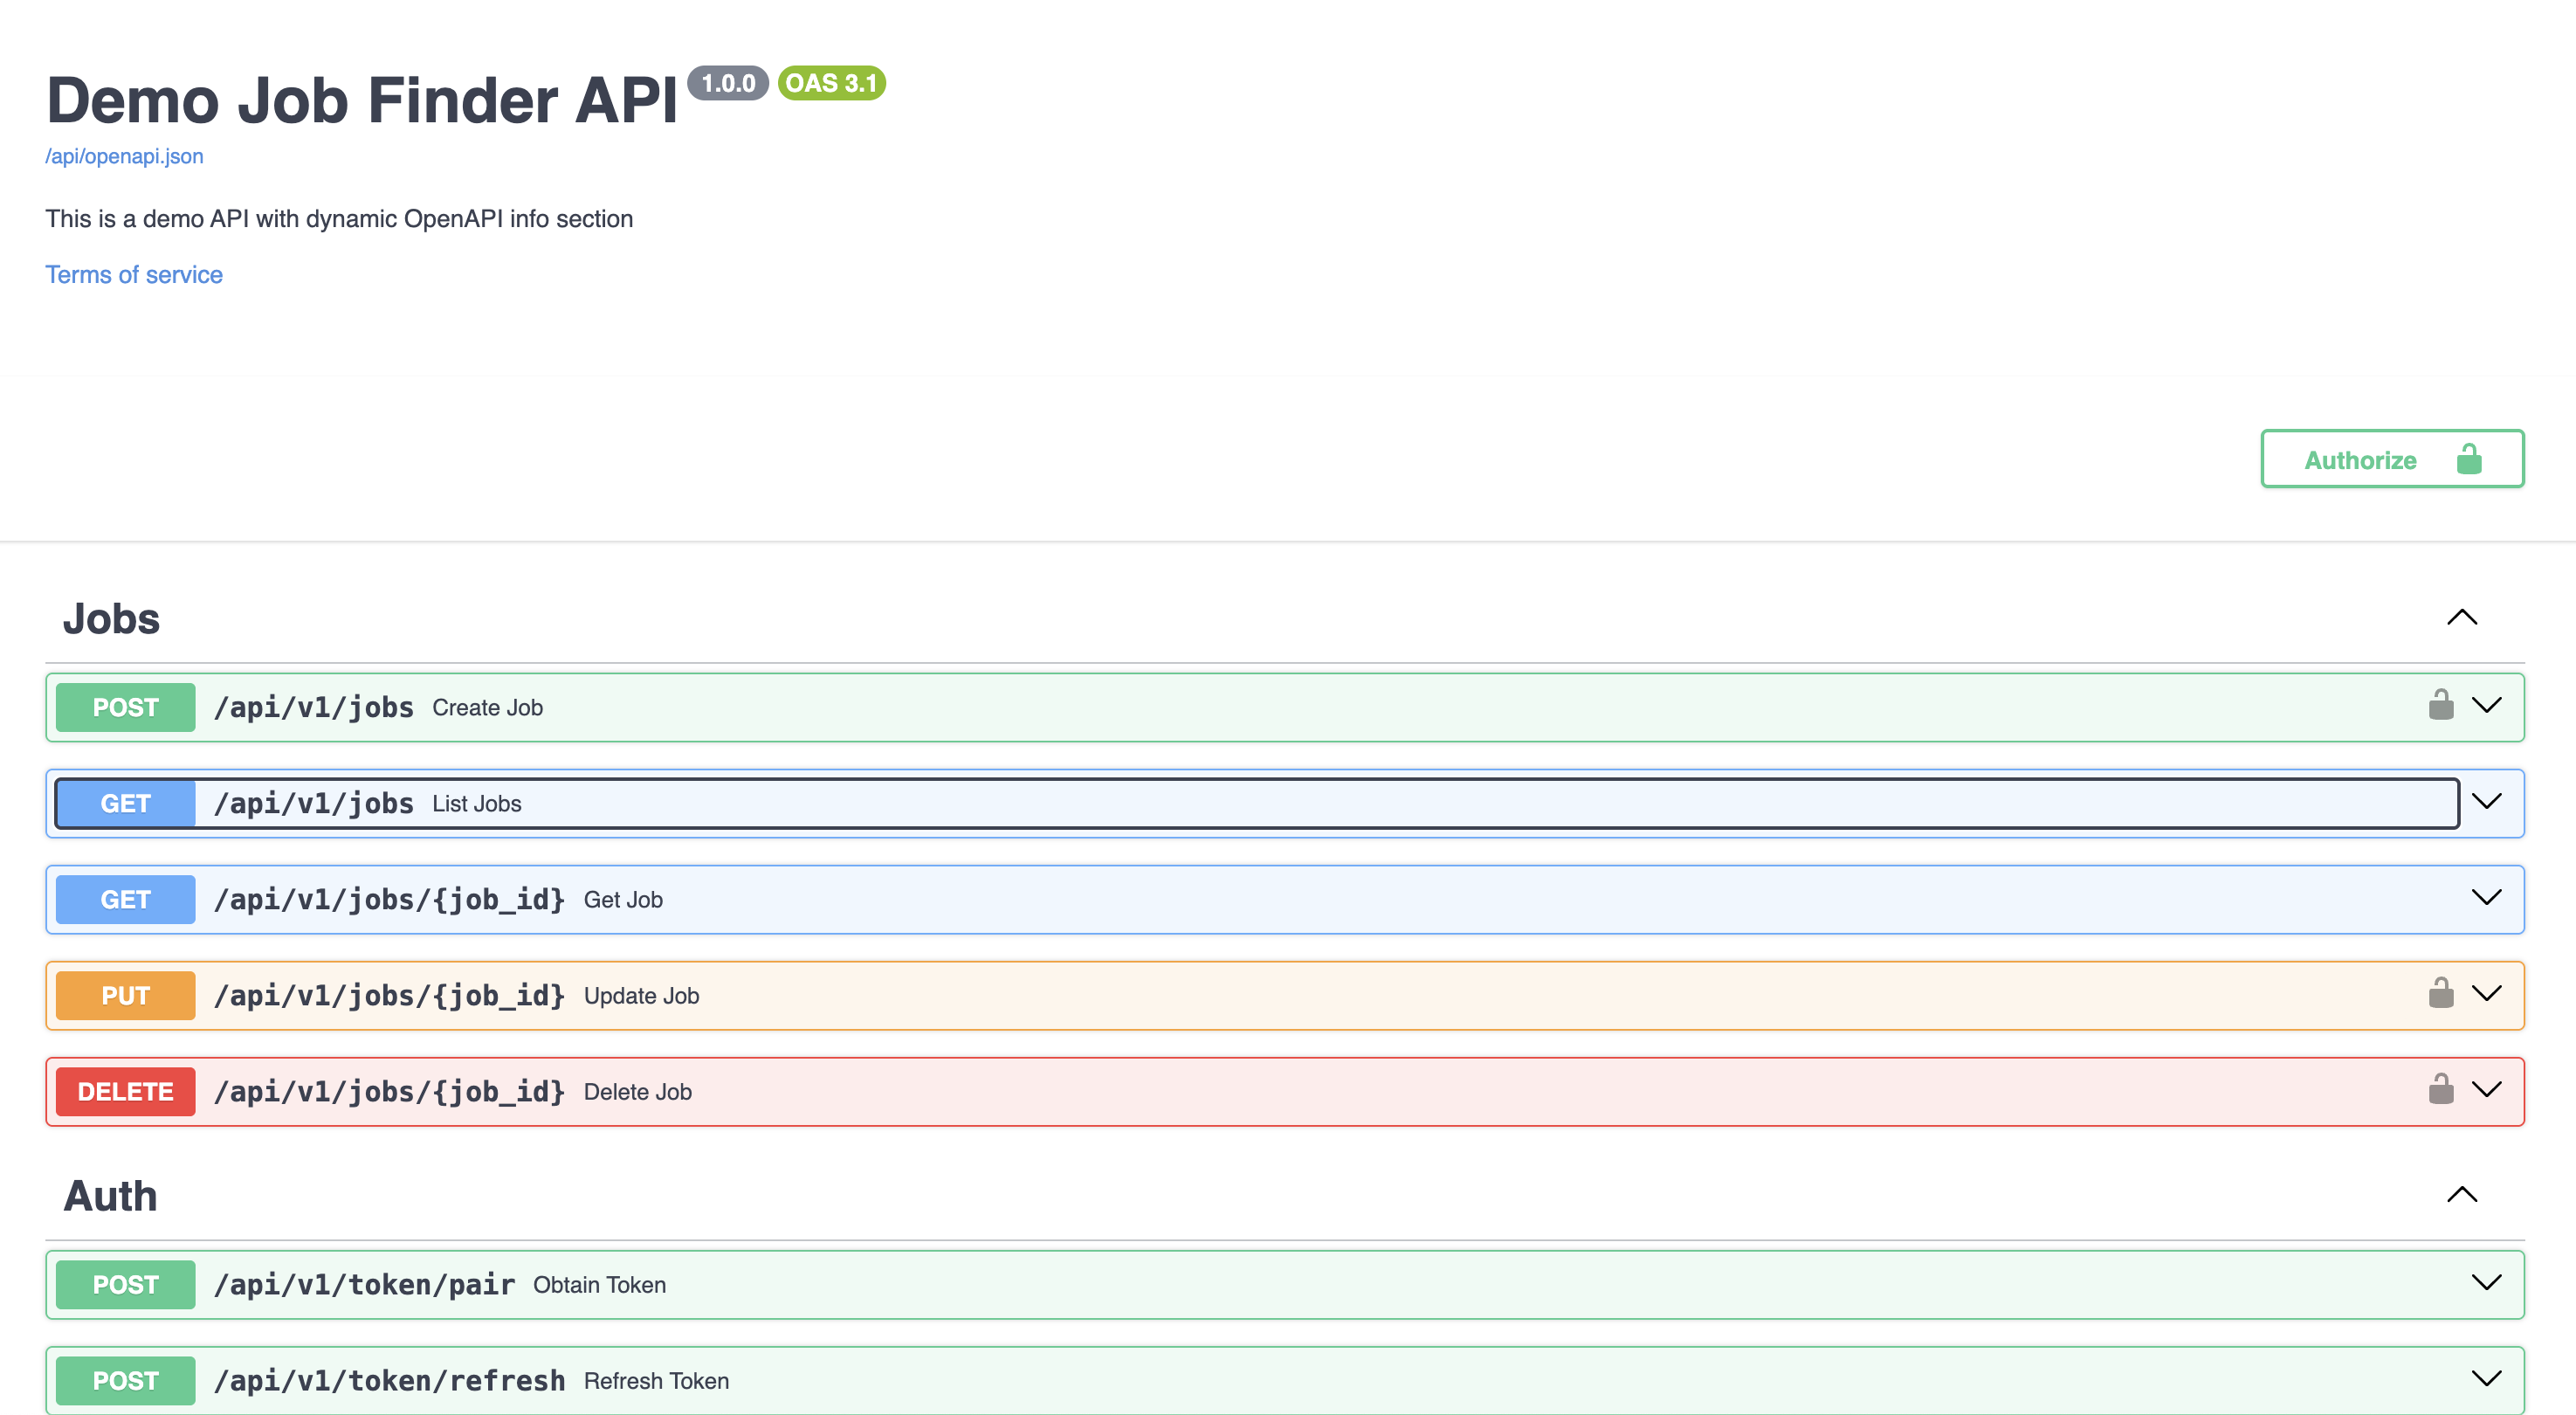 Demo Job Finder API 1.0.0 OAS 3.1
/api/openapi.json
This is a demo API with dynamic OpenAPI info section
Terms of service
Authorize
Jobs
POST /api/v1/jobs Create Job
GET /api/v1/jobs List Jobs
GET /api/v1/jobs/{job_id} Get Job
PUT /api/v1/jobs/{job_id} Update Job
DELETE /api/v1/jobs/{job_id} Delete Job
Auth
POST /api/v1/token/pair Obtain Token
POST /api/v1/token/refresh Refresh Token